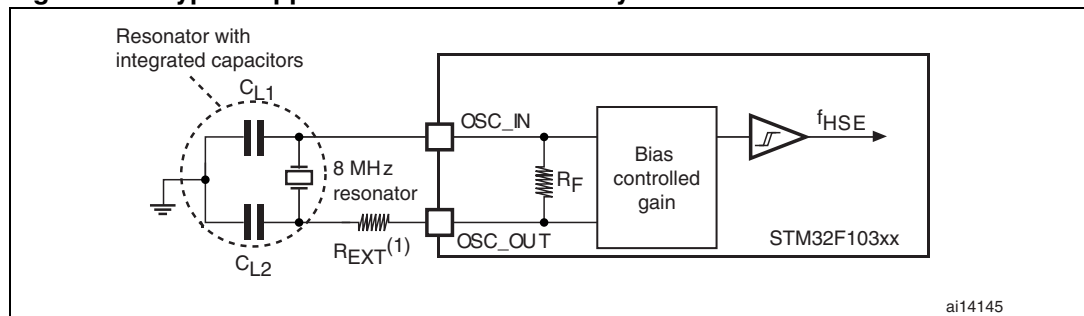 Resonator with
integrated capacitors
CL1
OSC_IN
fHSE
8 MHz
resonator
RF
Bias
controlled
gain
REXT(1)
OSC_OUT
STM32F103xx
CL2
ai14145